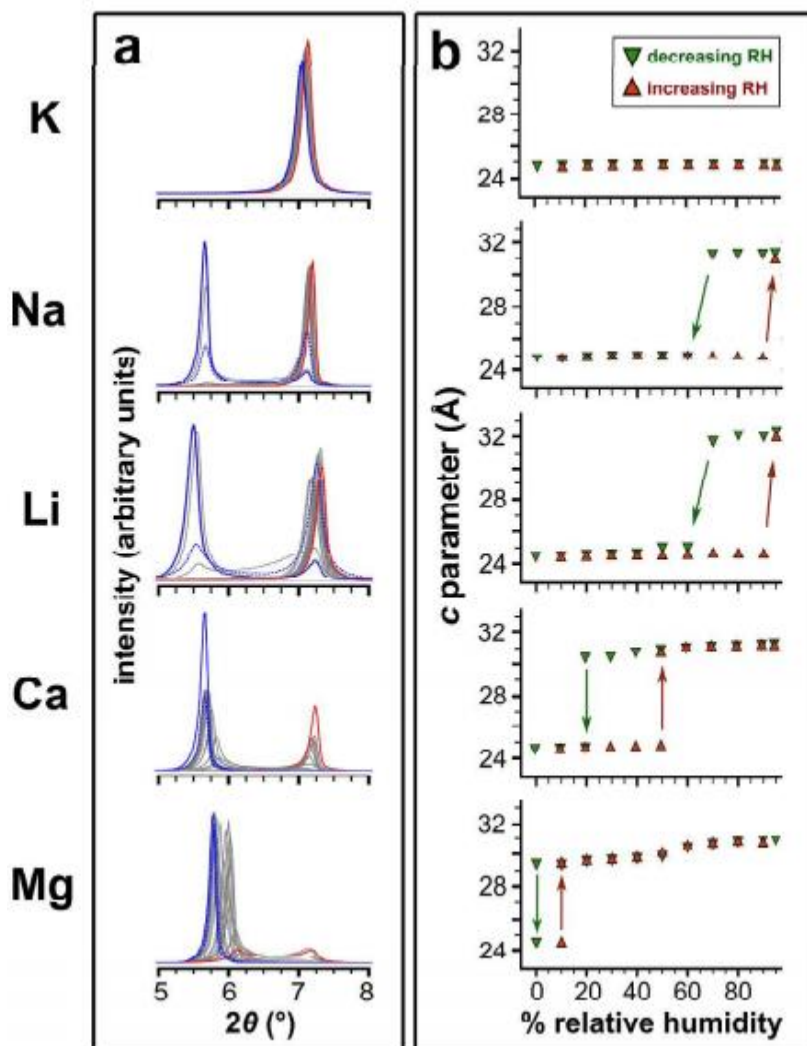 a
b
▼ decreasing RH
▲ increasing RH
K
Na
Li
Ca
Mg
intensity (arbitrary units)
5 6 7 8
2θ (°)
c parameter (Å)
32
28
24
32
28
24
32
28
24
32
28
24
32
28
24
0 20 40 60 80
% relative humidity